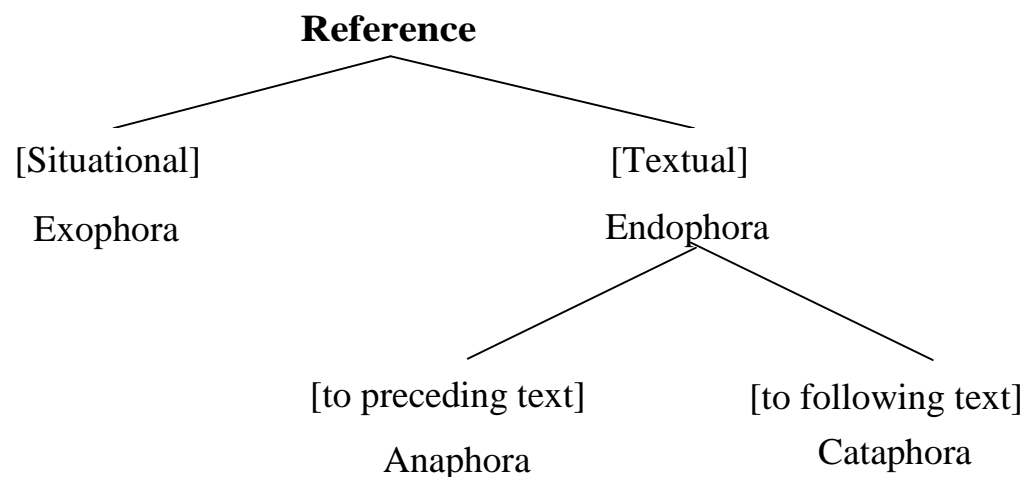 Reference
[Situational]
[Textual]
Exophora
Endophora
[to preceding text]
[to following text]
Anaphora
Cataphora